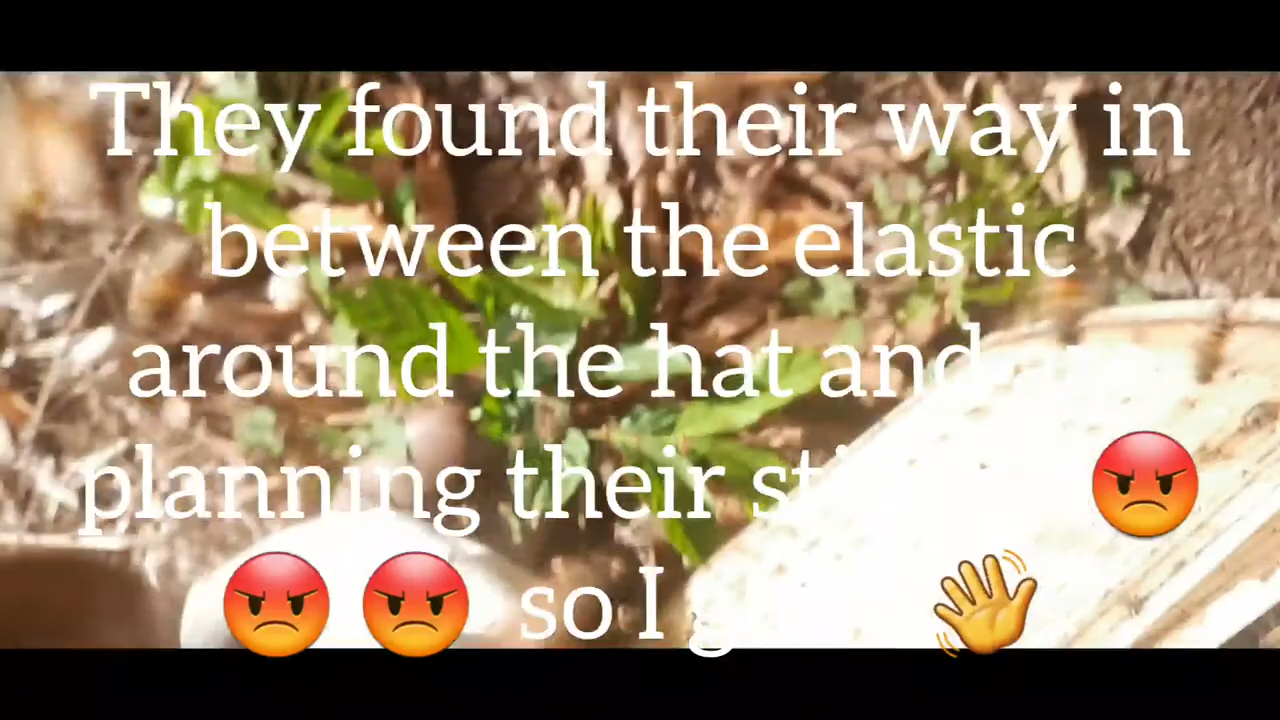 They found their way in
between the elastic
around the hat and
planning their 😡
😡 😡 so I 👋